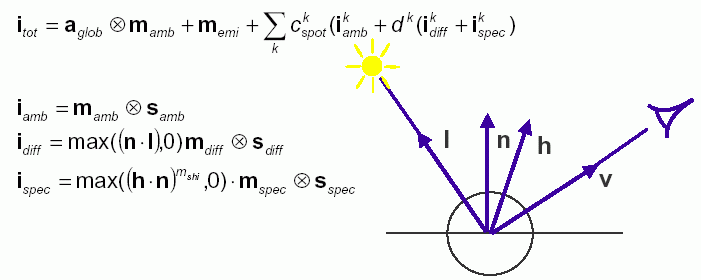 i_tot = a_glob ⊗ m_amb + m_emi + ∑_k c^k_spot (i^k_amb + d^k (i^k_diff + i^k_spec)
i_amb = m_amb ⊗ s_amb
i_diff = max((n · l),0)m_diff ⊗ s_diff
i_spec = max((h · n)^m_shi,0) · m_spec ⊗ s_spec
l
n
h
v